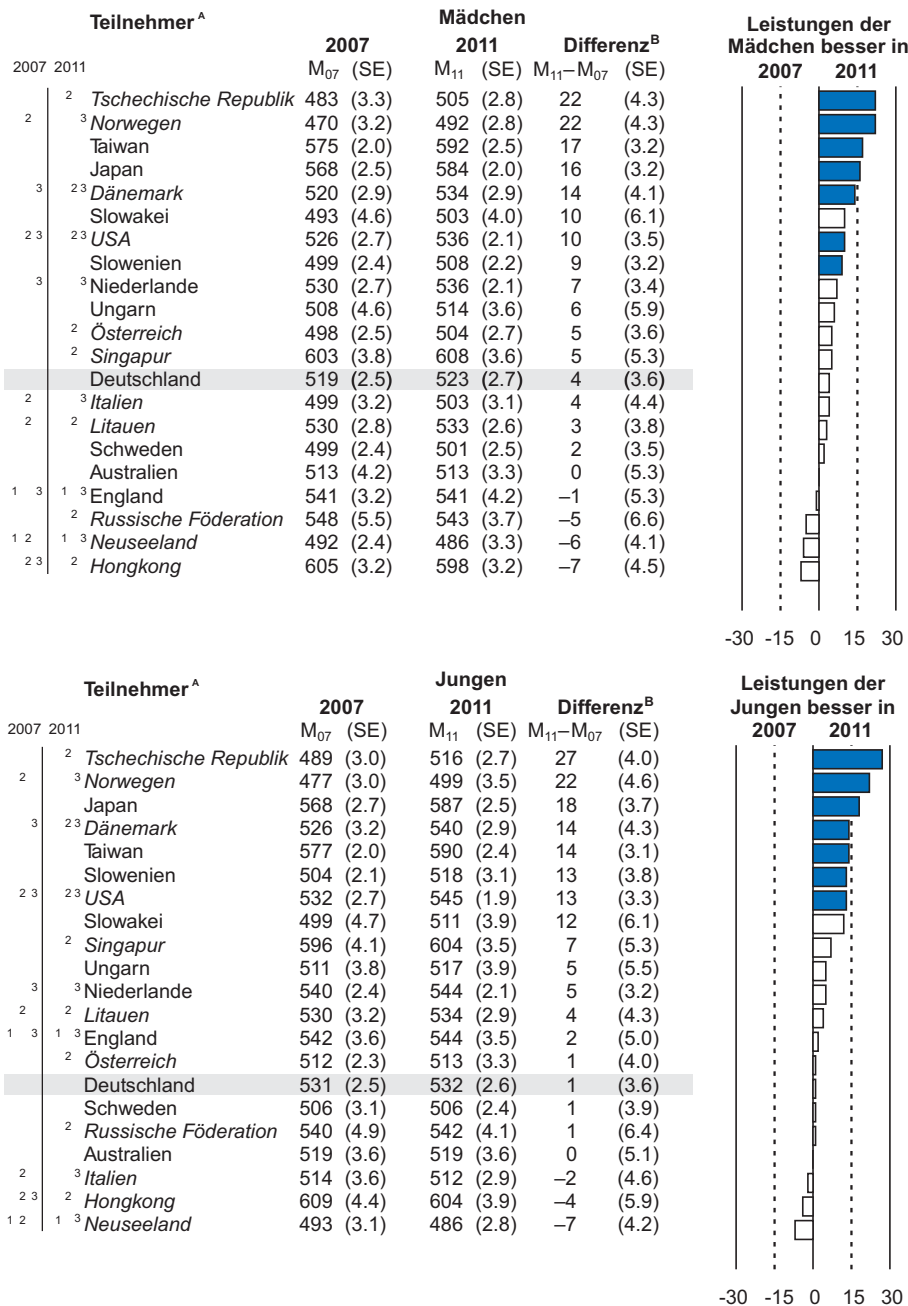 Teilnehmer A Mädchen Leistungen der
2007 2011 Differenz B Mädchen besser in
2007 2011 M07 (SE) M11 (SE) M11–M07 (SE) 2007 2011
2 Tschechische Republik 483 (3.3) 505 (2.8) 22 (4.3)
2 3 Norwegen 470 (3.2) 492 (2.8) 22 (4.3)
Taiwan 575 (2.0) 592 (2.5) 17 (3.2)
Japan 568 (2.5) 584 (2.0) 16 (3.2)
3 2 3 Dänemark 520 (2.9) 534 (2.9) 14 (4.1)
Slowakei 493 (4.6) 503 (4.0) 10 (6.1)
2 3 2 3 USA 526 (2.7) 536 (2.1) 10 (3.5)
Slowenien 499 (2.4) 508 (2.2) 9 (3.2)
3 3 Niederlande 530 (2.7) 536 (2.1) 7 (3.4)
Ungarn 508 (4.6) 514 (3.6) 6 (5.9)
2 Österreich 498 (2.5) 504 (2.7) 5 (3.6)
2 Singapur 603 (3.8) 608 (3.6) 5 (5.3)
Deutschland 519 (2.5) 523 (2.7) 4 (3.6)
2 3 Italien 499 (3.2) 503 (3.1) 4 (4.4)
2 2 Litauen 530 (2.8) 533 (2.6) 3 (3.8)
Schweden 499 (2.4) 501 (2.5) 2 (3.5)
Australien 513 (4.2) 513 (3.3) 0 (5.3)
1 3 1 3 England 541 (3.2) 541 (4.2) –1 (5.3)
2 Russische Föderation 548 (5.5) 543 (3.7) –5 (6.6)
1 2 1 3 Neuseeland 492 (2.4) 486 (3.3) –6 (4.1)
2 3 2 Hongkong 605 (3.2) 598 (3.2) –7 (4.5)
-30 -15 0 15 30
Teilnehmer A Jungen Leistungen der
2007 2011 Differenz B Jungen besser in
2007 2011 M07 (SE) M11 (SE) M11–M07 (SE) 2007 2011
2 Tschechische Republik 489 (3.0) 516 (2.7) 27 (4.0)
2 3 Norwegen 477 (3.0) 499 (3.5) 22 (4.6)
Japan 568 (2.7) 587 (2.5) 18 (3.7)
3 2 3 Dänemark 526 (3.2) 540 (2.9) 14 (4.3)
Taiwan 577 (2.0) 590 (2.4) 14 (3.1)
Slowenien 504 (2.1) 518 (3.1) 13 (3.8)
2 3 2 3 USA 532 (2.7) 545 (1.9) 13 (3.3)
Slowakei 499 (4.7) 511 (3.9) 12 (6.1)
2 Singapur 596 (4.1) 604 (3.5) 7 (5.3)
Ungarn 511 (3.8) 517 (3.9) 5 (5.5)
3 3 Niederlande 540 (2.4) 544 (2.1) 5 (3.2)
2 2 Litauen 530 (3.2) 534 (2.9) 4 (4.3)
1 3 1 3 England 542 (3.6) 544 (3.5) 2 (5.0)
2 Österreich 512 (2.3) 513 (3.3) 1 (4.0)
Deutschland 531 (2.5) 532 (2.6) 1 (3.6)
Schweden 506 (3.1) 506 (2.4) 1 (3.9)
2 Russische Föderation 540 (4.9) 542 (4.1) 1 (6.4)
Australien 519 (3.6) 519 (3.6) 0 (5.1)
2 3 Italien 514 (3.6) 512 (2.9) –2 (4.6)
2 3 2 Hongkong 609 (4.4) 604 (3.9) –4 (5.9)
1 2 1 3 Neuseeland 493 (3.1) 486 (2.8) –7 (4.2)
-30 -15 0 15 30